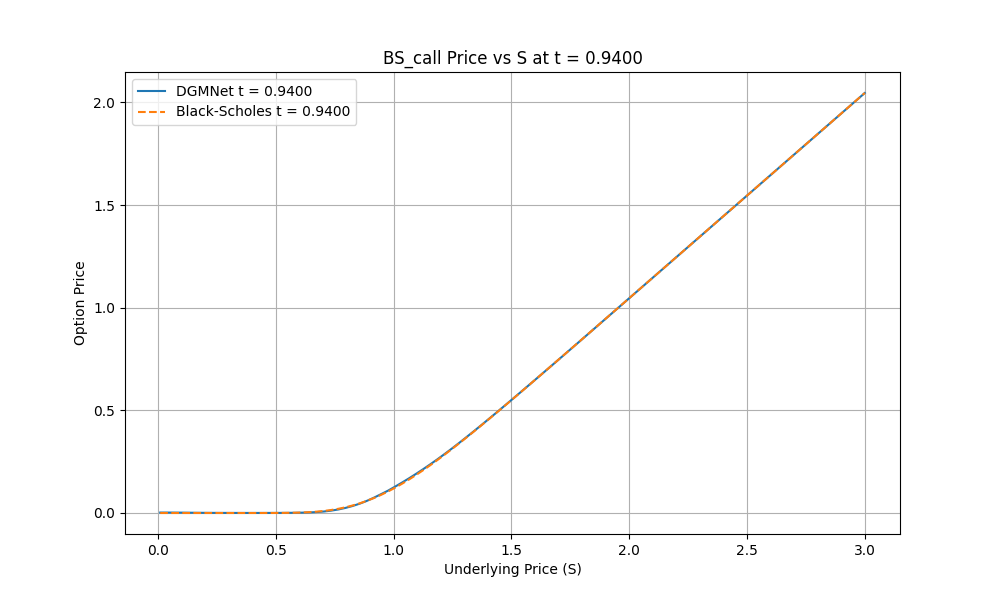 BS_call Price vs S at t = 0.9400
DGMNet t = 0.9400
Black-Scholes t = 0.9400
2.0
1.5
1.0
0.5
0.0
Option Price
0.0 0.5 1.0 1.5 2.0 2.5 3.0
Underlying Price (S)